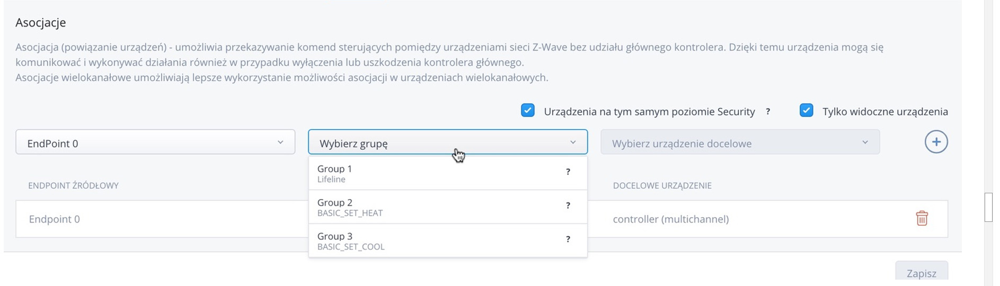 Asocjacje
Asocjacja (powiązanie urządzeń) - umożliwia przekazywanie komend sterujących pomiędzy urządzeniami sieci Z-Wave bez udziału głównego kontrolera. Dzięki temu urządzenia mogą się
komunikować i wykonywać działania również w przypadku wyłączenia lub uszkodzenia kontrolera głównego.
Asocjacje wielokanałowe umożliwiają lepsze wykorzystanie możliwości asocjacji w urządzeniach wielokanałowych.
Urządzenia na tym samym poziomie Security ? Tylko widoczne urządzenia
EndPoint 0 Wybierz grupę Wybierz urządzenie docelowe
Group 1 ?
Lifeline
ENDPOINT ŹRÓDŁOWY DOCELOWE URZĄDZENIE
Group 2 ?
BASIC_SET_HEAT
Endpoint 0 controller (multichannel)
Group 3 ?
BASIC_SET_COOL
Zapisz